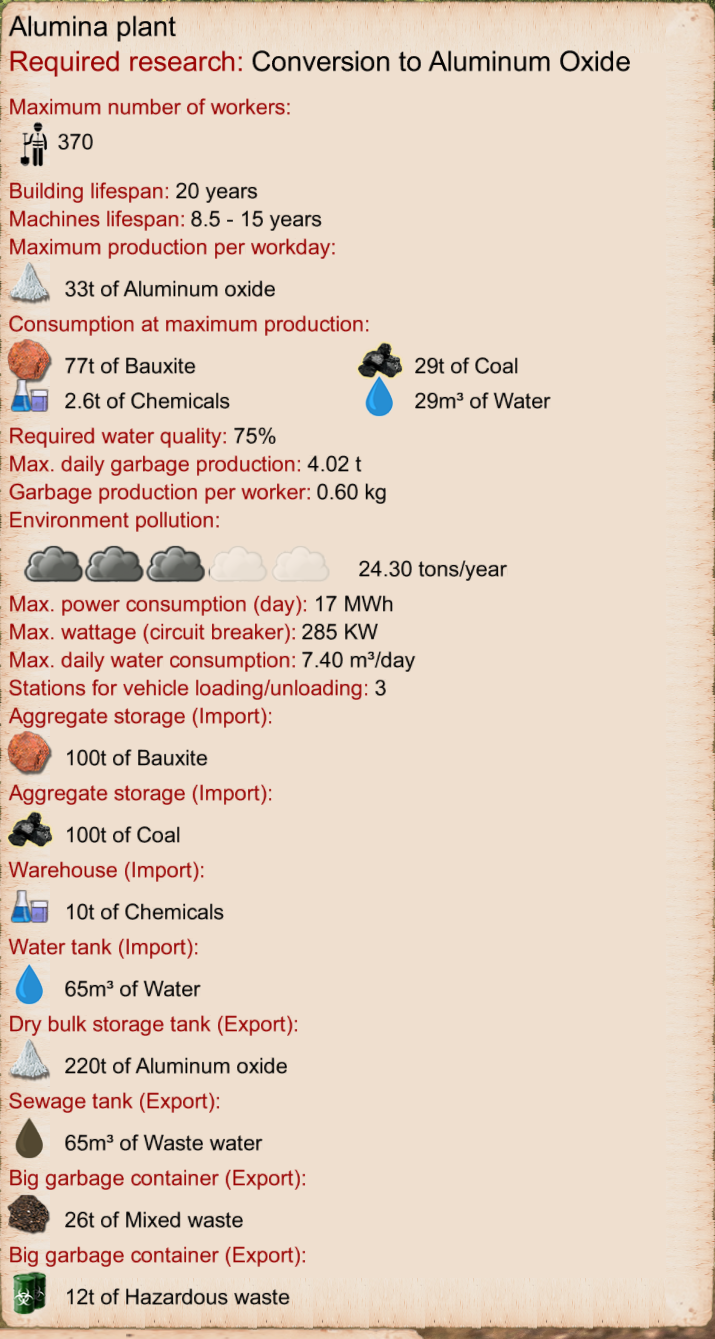 Alumina plant
Required research: Conversion to Aluminum Oxide
Maximum number of workers:
370
Building lifespan: 20 years
Machines lifespan: 8.5 - 15 years
Maximum production per workday:
33t of Aluminum oxide
Consumption at maximum production:
77t of Bauxite 29t of Coal
2.6t of Chemicals 29m³ of Water
Required water quality: 75%
Max. daily garbage production: 4.02 t
Garbage production per worker: 0.60 kg
Environment pollution:
24.30 tons/year
Max. power consumption (day): 17 MWh
Max. wattage (circuit breaker): 285 KW
Max. daily water consumption: 7.40 m³/day
Stations for vehicle loading/unloading: 3
Aggregate storage (Import):
100t of Bauxite
Aggregate storage (Import):
100t of Coal
Warehouse (Import):
10t of Chemicals
Water tank (Import):
65m³ of Water
Dry bulk storage tank (Export):
220t of Aluminum oxide
Sewage tank (Export):
65m³ of Waste water
Big garbage container (Export):
26t of Mixed waste
Big garbage container (Export):
12t of Hazardous waste